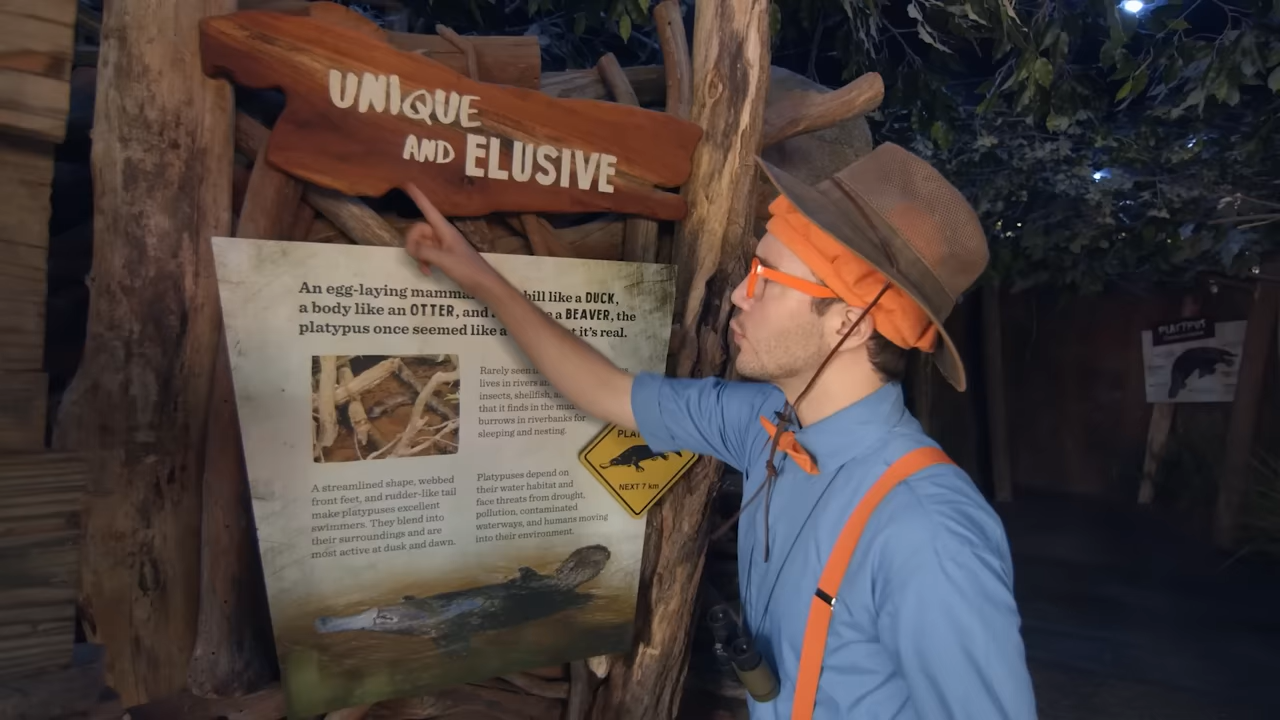 UNIQUE
AND ELUSIVE
An egg-laying mammal bill like a DUCK,
a body like an OTTER, and a BEAVER, the
platypus once seemed like a it's real.
Rarely seen
lives in rivers
insects, shellfish,
that it finds in the mud
burrows in riverbanks for
sleeping and nesting.
A streamlined shape, webbed
front feet, and rudder-like tail
make platypuses excellent
swimmers. They blend into
their surroundings and are
most active at dusk and dawn.
Platypuses depend on
their water habitat and
face threats from drought,
pollution, contaminated
waterways, and humans moving
into their environment.
NEXT 7 km
PLATYPUS